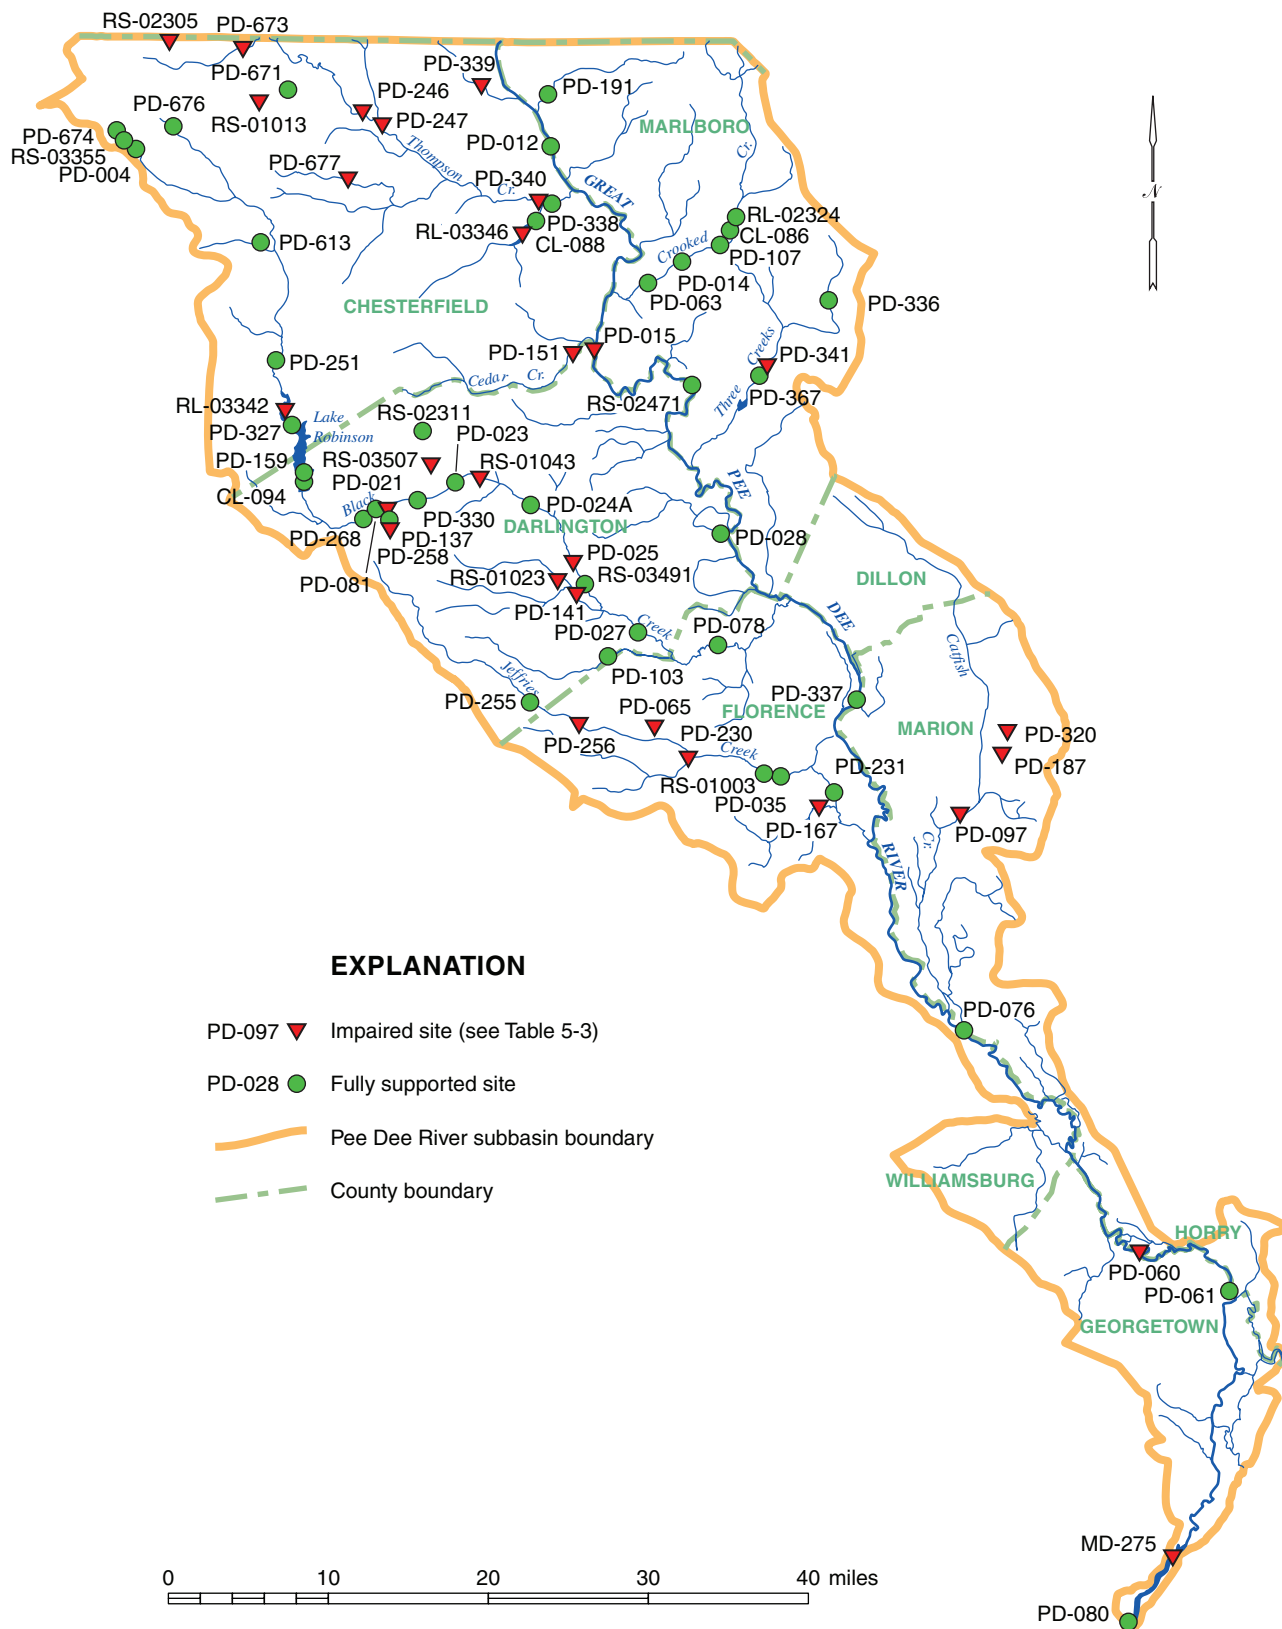 RS-02305
PD-673
PD-671
PD-339
PD-246
PD-191
PD-676
RS-01013
PD-247
MARLBORO
PD-674
RS-03355
PD-004
PD-012
Thompson
Cr.
Cr.
PD-677
PD-340
GREAT
RL-03346
PD-338
CL-088
RL-02324
CL-086
PD-107
Crooked
PD-613
PD-014
PD-063
PD-336
CHESTERFIELD
PD-015
PD-151
Creeks
Three
PD-341
PD-251
Cedar
Cr.
PD-367
RS-02471
RL-03342
Lake
Robinson
PD-327
RS-02311
PD-023
PD-159
RS-03507
RS-01043
PEE
CL-094
PD-021
Black
PD-024A
PD-330
DARLINGTON
PD-268
PD-137
PD-258
PD-028
PD-081
PD-025
RS-01023
RS-03491
DILLON
PD-141
DEE
PD-027
Creek
PD-078
Catfish
Jeffries
PD-103
PD-255
PD-337
PD-065
FLORENCE
MARION
PD-320
PD-256
PD-230
Creek
PD-187
RS-01003
PD-231
PD-035
PD-167
PD-097
Cr.
RIVER
EXPLANATION
PD-097 Impaired site (see Table 5-3)
PD-028 Fully supported site
Pee Dee River subbasin boundary
County boundary
PD-076
WILLIAMSBURG
HORRY
PD-060
PD-061
GEORGETOWN
MD-275
PD-080
0 10 20 30 40 miles
N